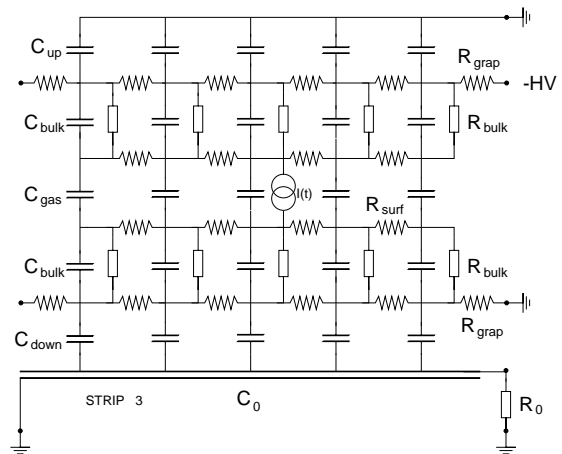 C_up
R_grap
-HV
C_bulk
R_bulk
C_gas
I(t)
R_surf
C_bulk
R_bulk
R_grap
C_down
STRIP 3
C_0
R_0